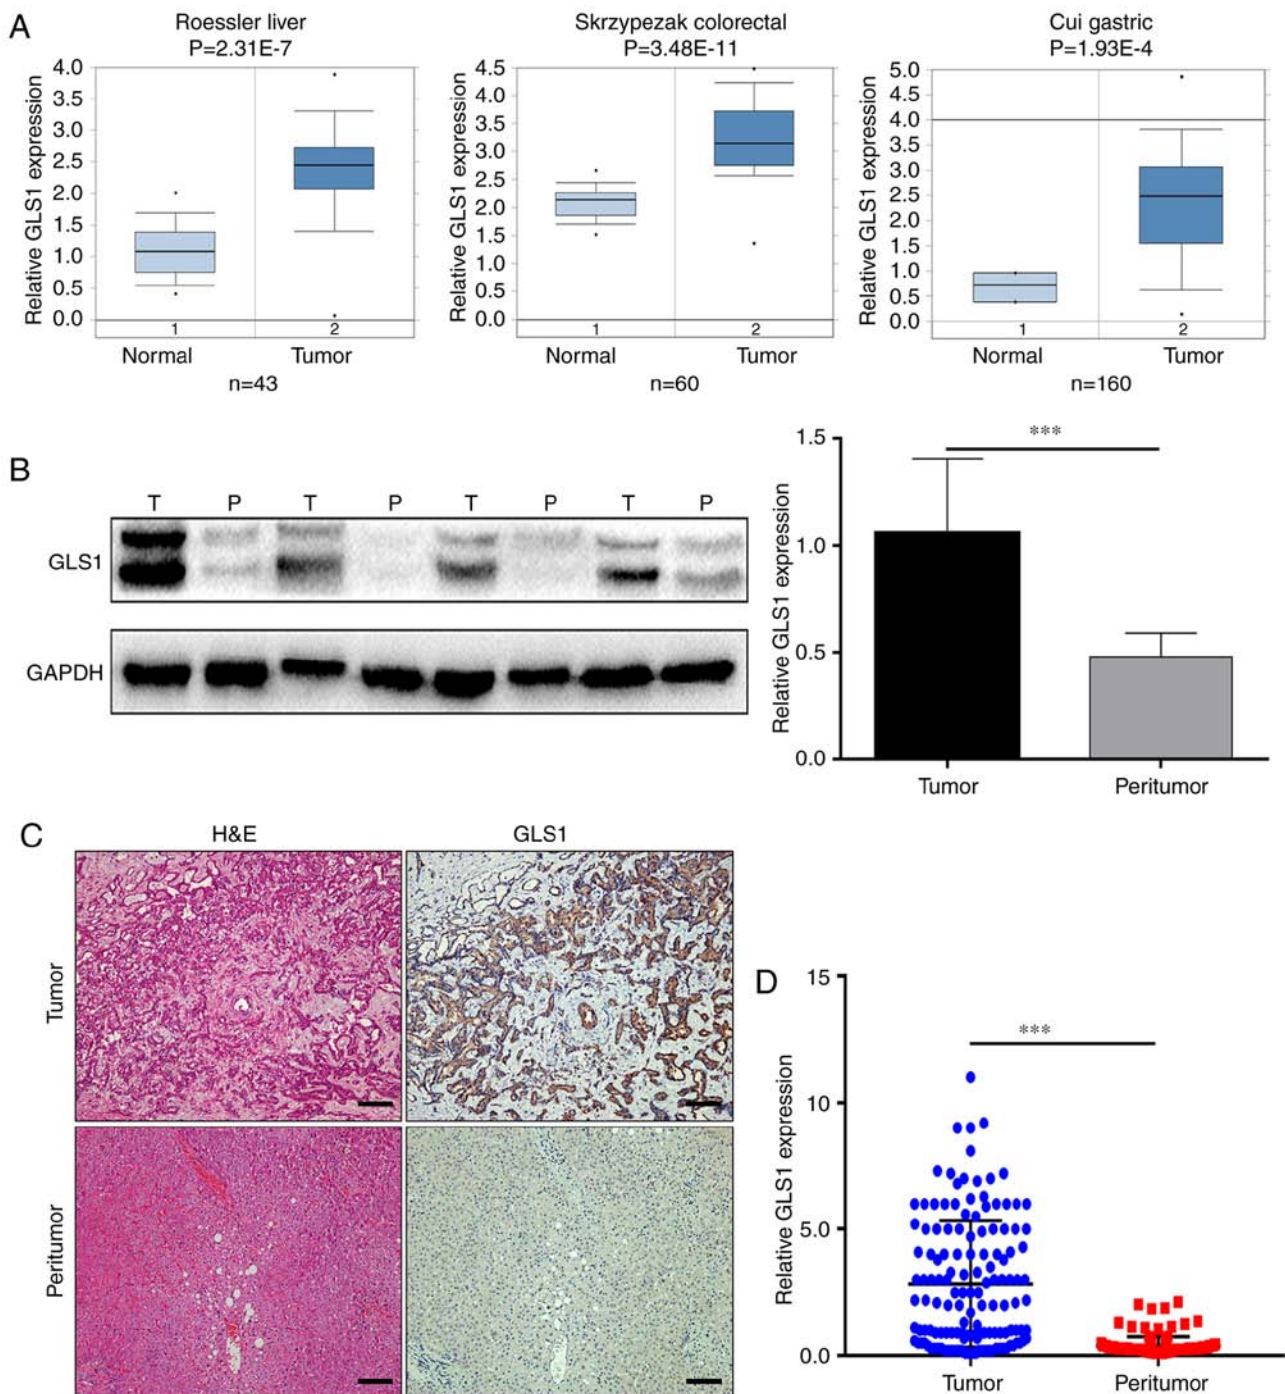 A
Roessler liver
P=2.31E-7
Relative GLS1 expression
4.0
3.5
3.0
2.5
2.0
1.5
1.0
0.5
0.0
1
2
Normal
Tumor
n=43
Skrzypezak colorectal
P=3.48E-11
Relative GLS1 expression
4.5
4.0
3.5
3.0
2.5
2.0
1.5
1.0
0.5
0.0
1
2
Normal
Tumor
n=60
Cui gastric
P=1.93E-4
Relative GLS1 expression
5.0
4.5
4.0
3.5
3.0
2.5
2.0
1.5
1.0
0.5
0.0
1
2
Normal
Tumor
n=160
B
T P T P T P T P
GLS1
GAPDH
Relative GLS1 expression
1.5
1.0
0.5
0.0
***
Tumor
Peritumor
C
H&E
GLS1
Tumor
Peritumor
D
Relative GLS1 expression
15
10
5.0
0.0
***
Tumor
Peritumor